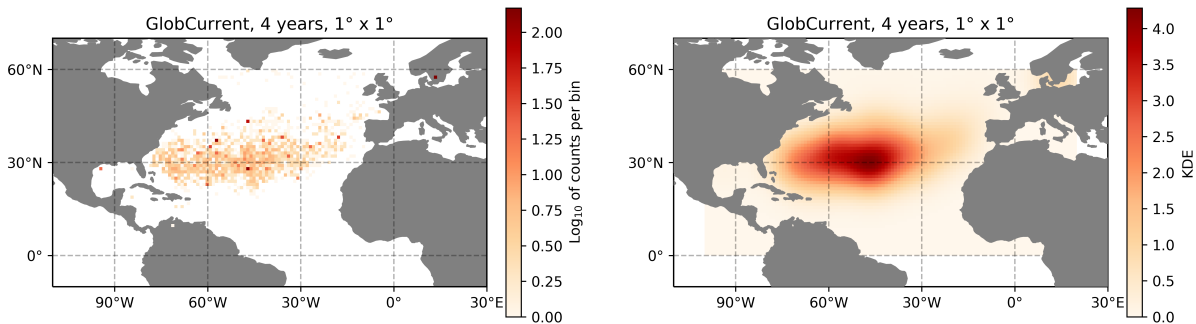 GlobCurrent, 4 years, 1° x 1°
60°N
30°N
0°
90°W
60°W
30°W
0°
30°E
2.00
1.75
1.50
1.25
1.00
0.75
0.50
0.25
0.00
Log₁₀ of counts per bin
GlobCurrent, 4 years, 1° x 1°
60°N
30°N
0°
90°W
60°W
30°W
0°
30°E
4.0
3.5
3.0
2.5
2.0
1.5
1.0
0.5
0.0
KDE